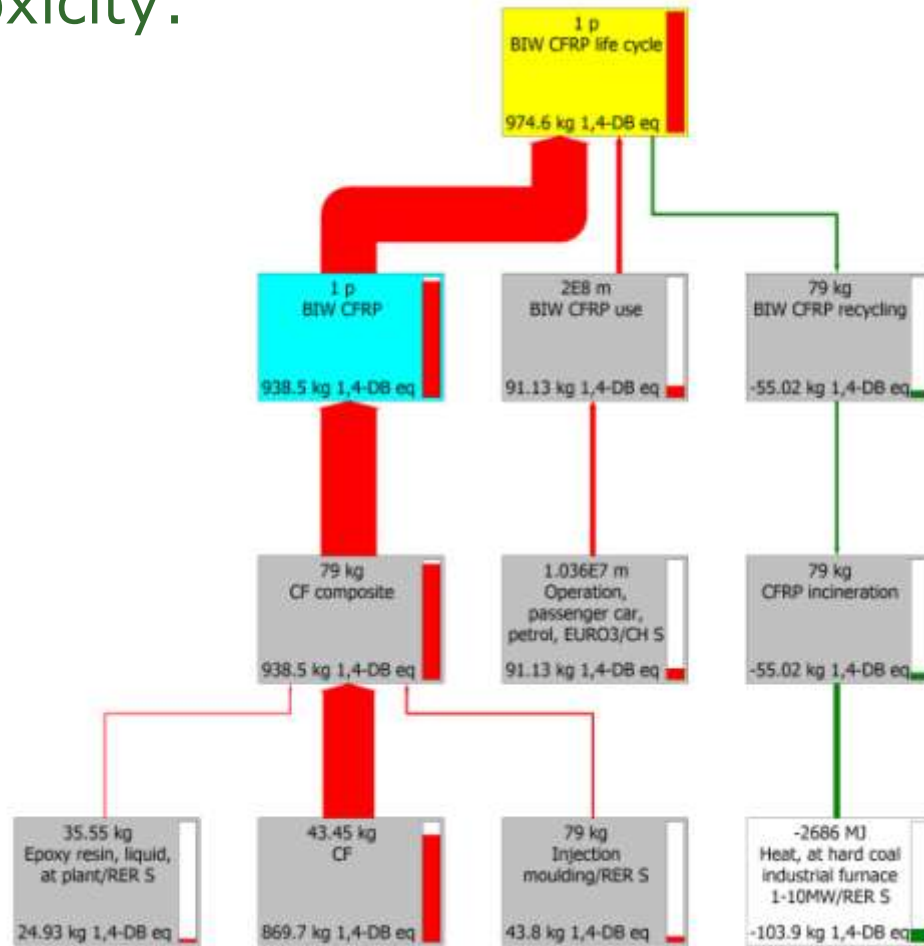 oxicity:
1 p
BIW CFRP life cycle
974.6 kg 1,4-DB eq
1 p
BIW CFRP
938.5 kg 1,4-DB eq
2E8 m
BIW CFRP use
91.13 kg 1,4-DB eq
79 kg
BIW CFRP recycling
-55.02 kg 1,4-DB eq
79 kg
CF composite
938.5 kg 1,4-DB eq
1.036E7 m
Operation,
passenger car,
petrol, EURO3/CH S
91.13 kg 1,4-DB eq
79 kg
CFRP incineration
-55.02 kg 1,4-DB eq
35.55 kg
Epoxy resin, liquid,
at plant/RER S
24.93 kg 1,4-DB eq
43.45 kg
CF
869.7 kg 1,4-DB eq
79 kg
Injection
moulding/RER S
43.8 kg 1,4-DB eq
-2686 MJ
Heat, at hard coal
industrial furnace
1-10MW/RER S
-103.9 kg 1,4-DB eq